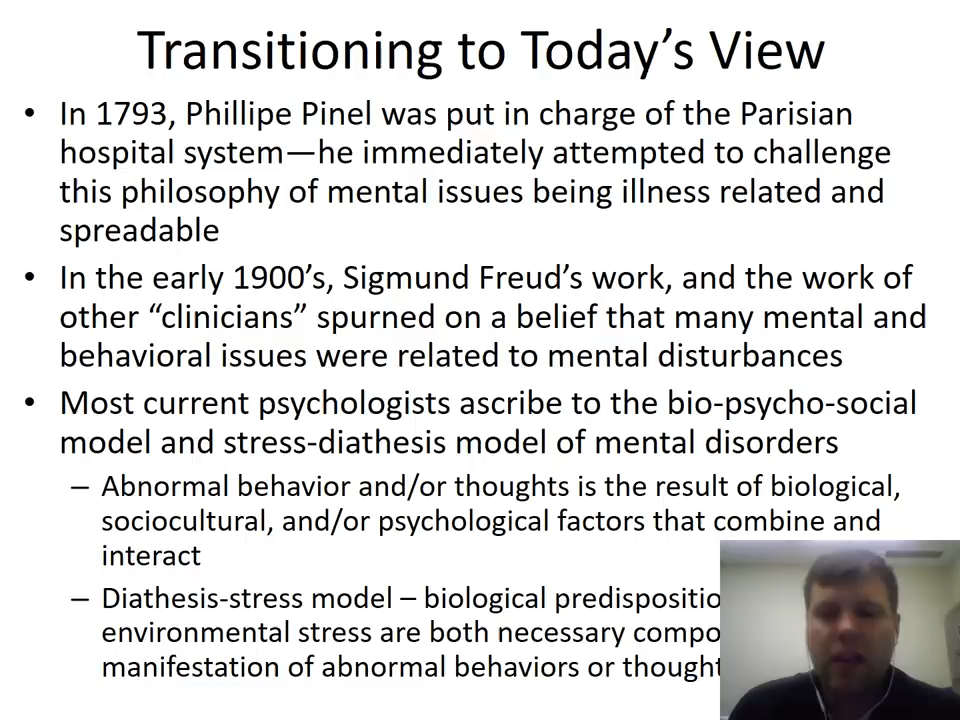 Transitioning to Today's View
• In 1793, Phillipe Pinel was put in charge of the Parisian
hospital system—he immediately attempted to challenge
this philosophy of mental issues being illness related and
spreadable
• In the early 1900's, Sigmund Freud's work, and the work of
other “clinicians” spurned on a belief that many mental and
behavioral issues were related to mental disturbances
• Most current psychologists ascribe to the bio-psycho-social
model and stress-diathesis model of mental disorders
– Abnormal behavior and/or thoughts is the result of biological,
sociocultural, and/or psychological factors that combine and
interact
– Diathesis-stress model – biological
environmental stress are both necessary
manifestation of abnormal behaviors or